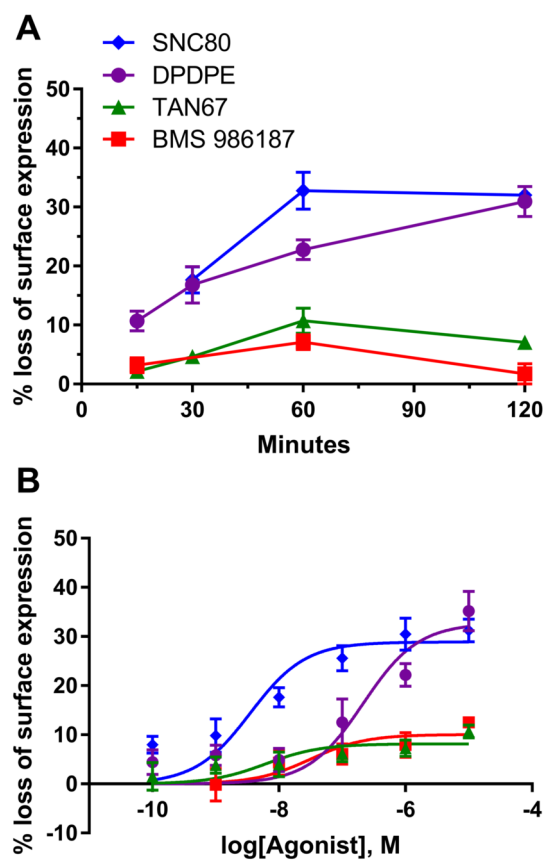 A
SNC80
DPDPE
TAN67
BMS 986187
50
40
30
20
10
0
% loss of surface expression
0 30 60 90 120
Minutes
B
50
40
30
20
10
0
-10
% loss of surface expression
-10 -8 -6 -4
log[Agonist], M